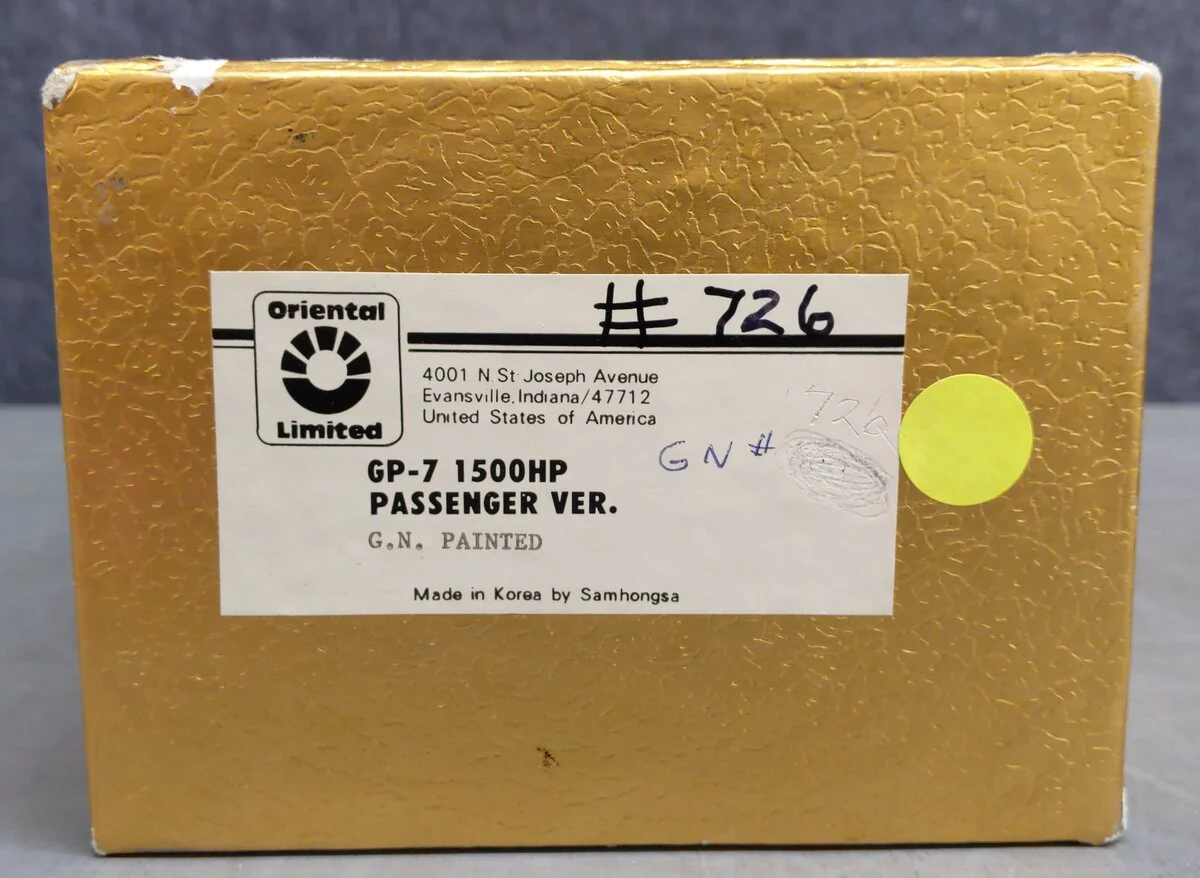 # 726
Oriental
Limited
4001 N. St. Joseph Avenue
Evansville, Indiana/47712
United States of America
726
GN #
GP-7 1500HP
PASSENGER VER.
G.N. PAINTED
Made in Korea by Samhongsa